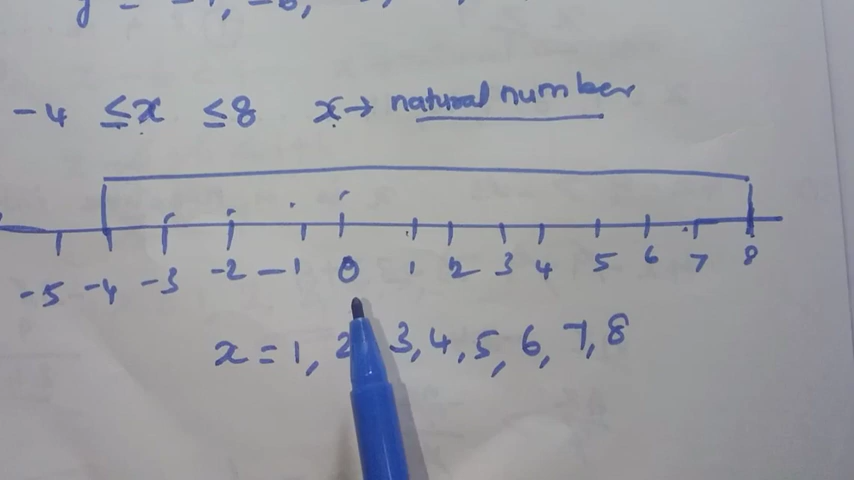 -4 ≤ x ≤ 8 x → natural number
-5 -4 -3 -2 -1 0 1 2 3 4 5 6 7 8
x = 1, 2 3, 4, 5, 6, 7, 8